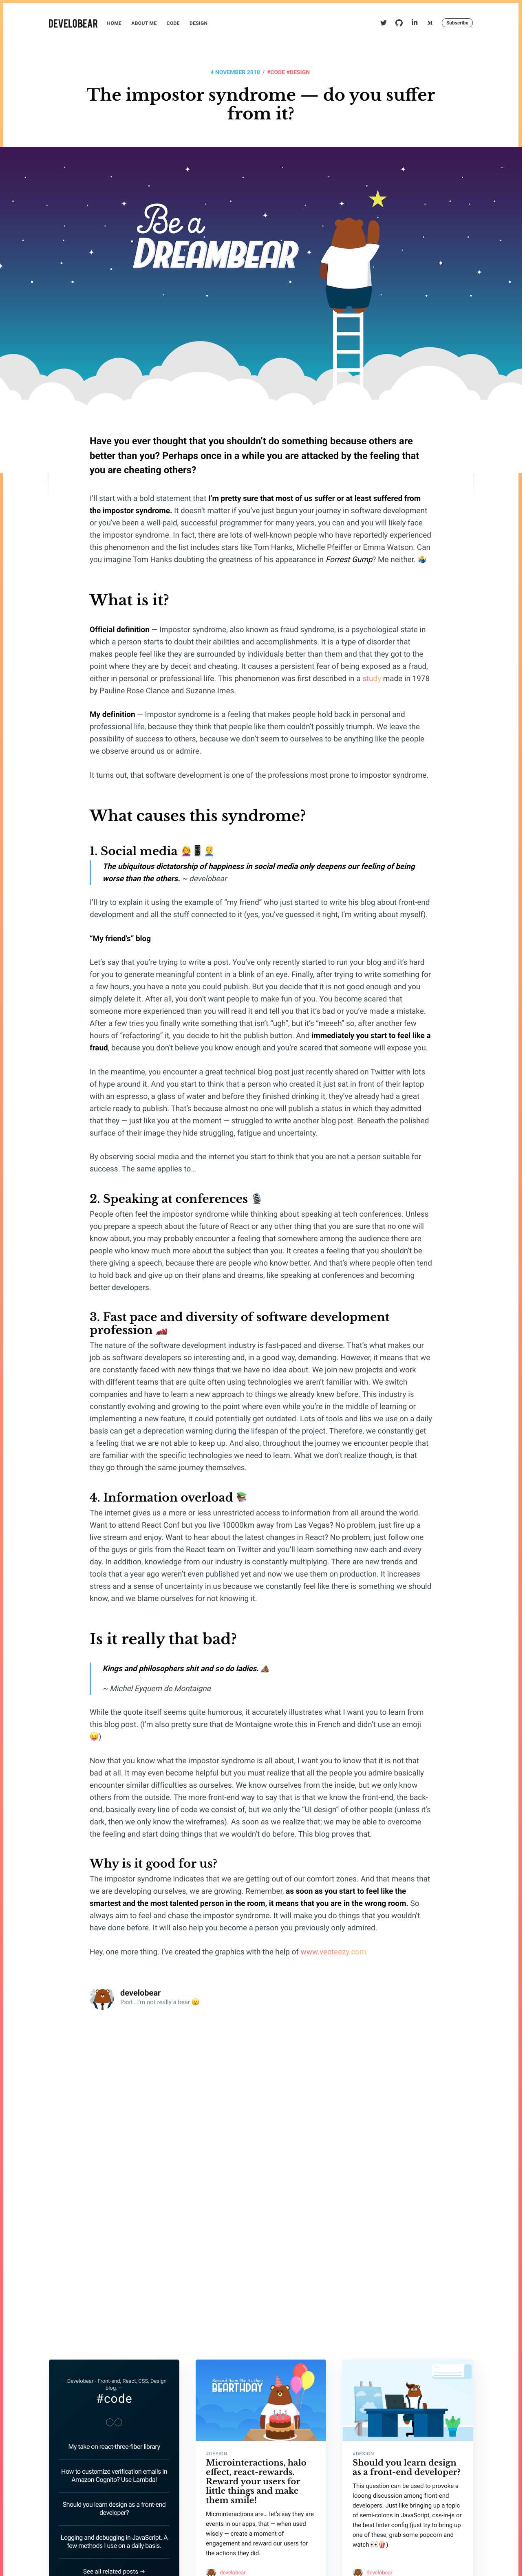 DEVELOBEAR HOME ABOUT ME CODE DESIGN M Subscribe
4 NOVEMBER 2018 / #CODE #DESIGN
The impostor syndrome — do you suffer
from it?
Be a
DREAMBEAR
Have you ever thought that you shouldn't do something because others are
better than you? Perhaps once in a while you are attacked by the feeling that
you are cheating others?
I'll start with a bold statement that I'm pretty sure that most of us suffer or at least suffered from
the impostor syndrome. It doesn't matter if you've just begun your journey in software development
or you've been a well-paid, successful programmer for many years, you can and you will likely face
the impostor syndrome. In fact, there are lots of well-known people who have reportedly experienced
this phenomenon and the list includes stars like Tom Hanks, Michelle Pfeiffer or Emma Watson. Can
you imagine Tom Hanks doubting the greatness of his appearance in Forrest Gump? Me neither. 🤷‍♂️
What is it?
Official definition — Impostor syndrome, also known as fraud syndrome, is a psychological state in
which a person starts to doubt their abilities and accomplishments. It is a type of disorder that
makes people feel like they are surrounded by individuals better than them and that they got to the
point where they are by deceit and cheating. It causes a persistent fear of being exposed as a fraud,
either in personal or professional life. This phenomenon was first described in a study made in 1978
by Pauline Rose Clance and Suzanne Imes.
My definition — Impostor syndrome is a feeling that makes people hold back in personal and
professional life, because they think that people like them couldn't possibly triumph. We leave the
possibility of success to others, because we don't seem to ourselves to be anything like the people
we observe around us or admire.
It turns out, that software development is one of the professions most prone to impostor syndrome.
What causes this syndrome?
1. Social media 🤦‍♀️📱🤦‍♂️
The ubiquitous dictatorship of happiness in social media only deepens our feeling of being
worse than the others. ~ develobear
I'll try to explain it using the example of "my friend" who just started to write his blog about front-end
development and all the stuff connected to it (yes, you've guessed it right, I'm writing about myself).
"My friend's" blog
Let's say that you're trying to write a post. You've only recently started to run your blog and it's hard
for you to generate meaningful content in a blink of an eye. Finally, after trying to write something for
a few hours, you have a note you could publish. But you decide that it is not good enough and you
simply delete it. After all, you don't want people to make fun of you. You become scared that
someone more experienced than you will read it and tell you that it's bad or you've made a mistake.
After a few tries you finally write something that isn't "ugh", but it's "meeeh" so, after another few
hours of "refactoring" it, you decide to hit the publish button. And immediately you start to feel like a
fraud, because you don't believe you know enough and you're scared that someone will expose you.
In the meantime, you encounter a great technical blog post just recently shared on Twitter with lots
of hype around it. And you start to think that a person who created it just sat in front of their laptop
with an espresso, a glass of water and before they finished drinking it, they've already had a great
article ready to publish. That's because almost no one will publish a status in which they admitted
that they — just like you at the moment — struggled to write another blog post. Beneath the polished
surface of their image they hide struggling, fatigue and uncertainty.
By observing social media and the internet you start to think that you are not a person suitable for
success. The same applies to...
2. Speaking at conferences 🎙️
People often feel the impostor syndrome while thinking about speaking at tech conferences. Unless
you prepare a speech about the future of React or any other thing that you are sure that no one will
know about, you may probably encounter a feeling that somewhere among the audience there are
people who know much more about the subject than you. It creates a feeling that you shouldn't be
there giving a speech, because there are people who know better. And that's where people often tend
to hold back and give up on their plans and dreams, like speaking at conferences and becoming
better developers.
3. Fast pace and diversity of software development
profession 🏎️
The nature of the software development industry is fast-paced and diverse. That's what makes our
job as software developers so interesting and, in a good way, demanding. However, it means that we
are constantly faced with new things that we have no idea about. We join new projects and work
with different teams that are quite often using technologies we aren't familiar with. We switch
companies and have to learn a new approach to things we already knew before. This industry is
constantly evolving and growing to the point where even while you're in the middle of learning or
implementing a new feature, it could potentially get outdated. Lots of tools and libs we use on a daily
basis can get a deprecation warning during the lifespan of the project. Therefore, we constantly get
a feeling that we are not able to keep up. And also, throughout the journey we encounter people that
are familiar with the specific technologies we need to learn. What we don't realize though, is that
they go through the same journey themselves.
4. Information overload 📚
The internet gives us a more or less unrestricted access to information from all around the world.
Want to attend React Conf but you live 10000km away from Las Vegas? No problem, just fire up a
live stream and enjoy. Want to hear about the latest changes in React? No problem, just follow one
of the guys or girls from the React team on Twitter and you'll learn something new each and every
day. In addition, knowledge from our industry is constantly multiplying. There are new trends and
tools that a year ago weren't even published yet and now we use them on production. It increases
stress and a sense of uncertainty in us because we constantly feel like there is something we should
know, and we blame ourselves for not knowing it.
Is it really that bad?
Kings and philosophers shit and so do ladies. 💩
~ Michel Eyquem de Montaigne
While the quote itself seems quite humorous, it accurately illustrates what I want you to learn from
this blog post. (I'm also pretty sure that de Montaigne wrote this in French and didn't use an emoji
😝)
Now that you know what the impostor syndrome is all about, I want you to know that it is not that
bad at all. It may even become helpful but you must realize that all the people you admire basically
encounter similar difficulties as ourselves. We know ourselves from the inside, but we only know
others from the outside. The more front-end way to say that is that we know the front-end, the back-
end, basically every line of code we consist of, but we only the "UI design" of other people (unless it's
dark, then we only know the wireframes). As soon as we realize that; we may be able to overcome
the feeling and start doing things that we wouldn't do before. This blog proves that.
Why is it good for us?
The impostor syndrome indicates that we are getting out of our comfort zones. And that means that
we are developing ourselves, we are growing. Remember, as soon as you start to feel like the
smartest and the most talented person in the room, it means that you are in the wrong room. So
always aim to feel and chase the impostor syndrome. It will make you do things that you wouldn't
have done before. It will also help you become a person you previously only admired.
Hey, one more thing. I've created the graphics with the help of www.vecteezy.com
develobear
Psst.. I'm not really a bear 😮
— Develobear - Front-end, React, CSS, Design
blog. —
#code
My take on react-three-fiber library
How to customize verification emails in
Amazon Cognito? Use Lambda!
Should you learn design as a front-end
developer?
Logging and debugging in JavaScript. A
few methods I use on a daily basis.
See all related posts →
BEARTHDAY
#DESIGN
Microinteractions, halo
effect, react-rewards.
Reward your users for
little things and make
them smile!
Microinteractions are... let's say they are
events in our apps, that — when used
wisely — create a moment of
engagement and reward our users for
the actions they did.
develobear
#DESIGN
Should you learn design
as a front-end developer?
This question can be used to provoke a
looong discussion among front-end
developers. Just like bringing up a topic
of semi-colons in JavaScript, css-in-js or
the best linter config (just try to bring up
one of these, grab some popcorn and
watch 👀🍿).
develobear